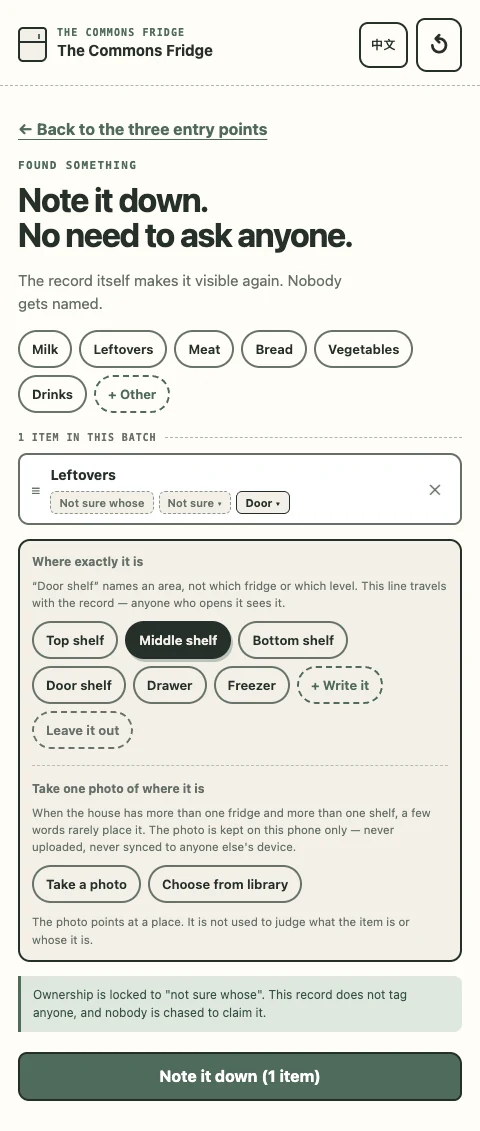 THE COMMONS FRIDGE
The Commons Fridge
中文
← Back to the three entry points
FOUND SOMETHING
Note it down.
No need to ask anyone.
The record itself makes it visible again. Nobody
gets named.
Milk
Leftovers
Meat
Bread
Vegetables
Drinks
+ Other
1 ITEM IN THIS BATCH
Leftovers
Not sure whose
Not sure ▾
Door ▾
Where exactly it is
“Door shelf” names an area, not which fridge or which level. This line travels
with the record — anyone who opens it sees it.
Top shelf
Middle shelf
Bottom shelf
Door shelf
Drawer
Freezer
+ Write it
Leave it out
Take one photo of where it is
When the house has more than one fridge and more than one shelf, a few
words rarely place it. The photo is kept on this phone only — never
uploaded, never synced to anyone else's device.
Take a photo
Choose from library
The photo points at a place. It is not used to judge what the item is or
whose it is.
Ownership is locked to "not sure whose". This record does not tag
anyone, and nobody is chased to claim it.
Note it down (1 item)